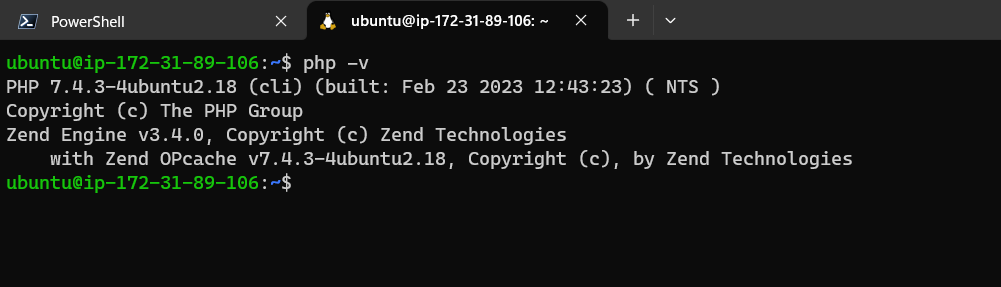 PowerShell
ubuntu@ip-172-31-89-106: ~
ubuntu@ip-172-31-89-106:~$ php -v
PHP 7.4.3-4ubuntu2.18 (cli) (built: Feb 23 2023 12:43:23) ( NTS )
Copyright (c) The PHP Group
Zend Engine v3.4.0, Copyright (c) Zend Technologies
    with Zend OPcache v7.4.3-4ubuntu2.18, Copyright (c), by Zend Technologies
ubuntu@ip-172-31-89-106:~$